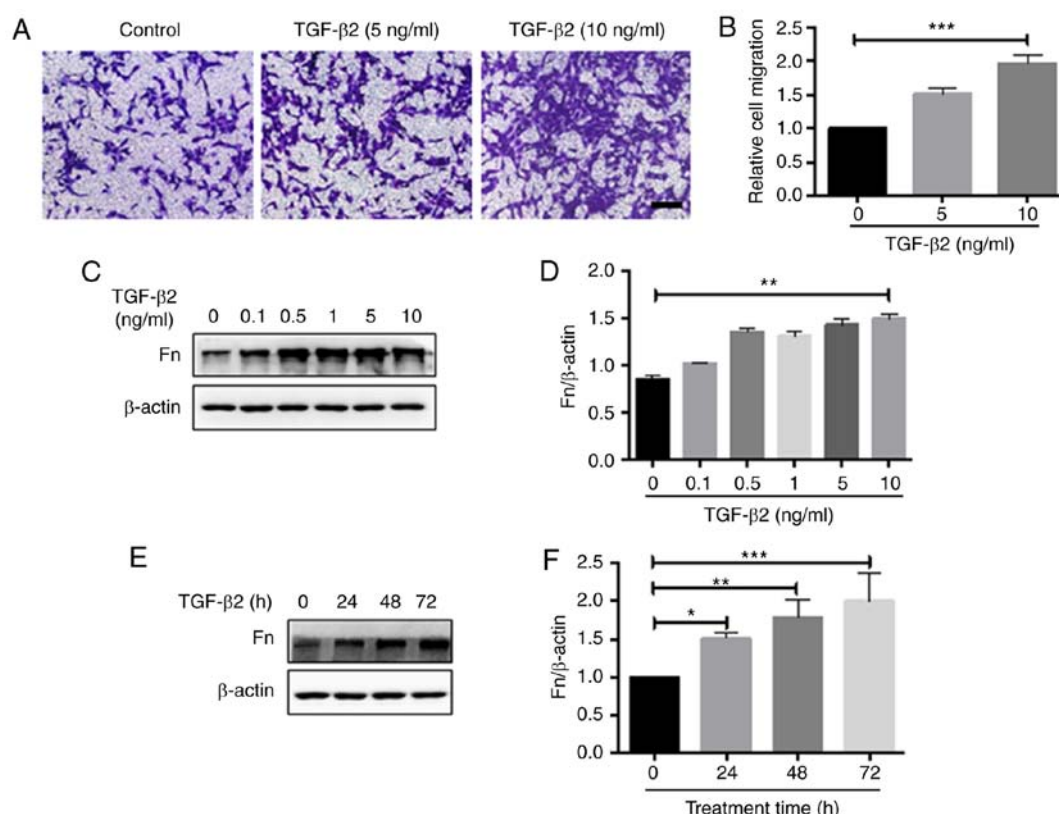 A
Control
TGF-β2 (5 ng/ml)
TGF-β2 (10 ng/ml)
B
***
Relative cell migration
2.5
2.0
1.5
1.0
0.5
0.0
0 5 10
TGF-β2 (ng/ml)
C
TGF-β2
(ng/ml)
0 0.1 0.5 1 5 10
Fn
β-actin
D
**
Fn/β-actin
2.0
1.5
1.0
0.5
0.0
0 0.1 0.5 1 5 10
TGF-β2 (ng/ml)
E
TGF-β2 (h) 0 24 48 72
Fn
β-actin
F
***
**
*
Fn/β-actin
2.5
2.0
1.5
1.0
0.5
0.0
0 24 48 72
Treatment time (h)